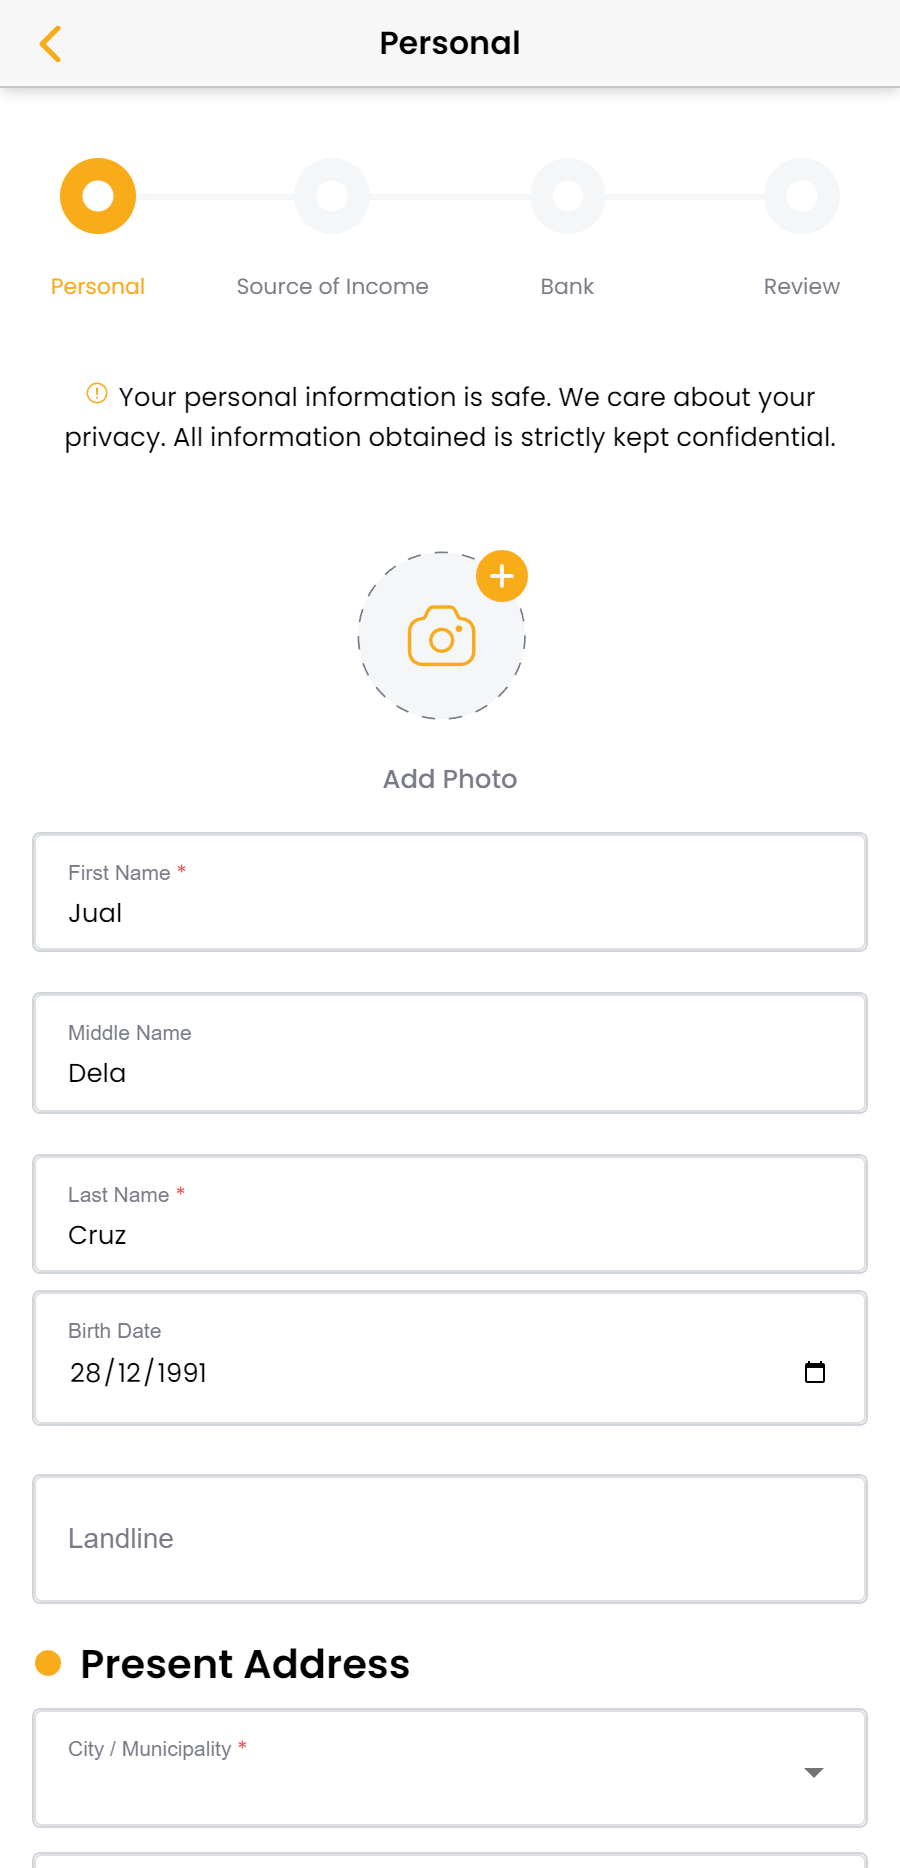 Personal
Personal
Source of Income
Bank
Review
Your personal information is safe. We care about your
privacy. All information obtained is strictly kept confidential.
Add Photo
First Name *
Jual
Middle Name
Dela
Last Name *
Cruz
Birth Date
28/12/1991
Landline
Present Address
City / Municipality *